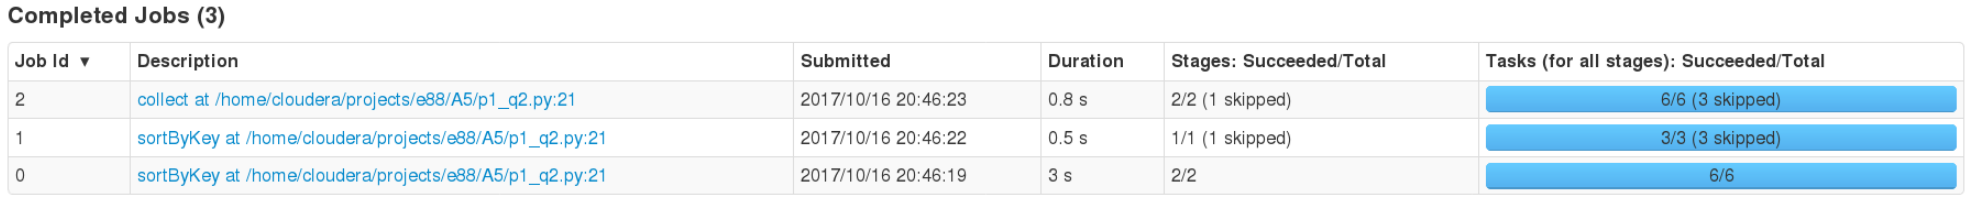 Completed Jobs (3)
Job Id ▼ Description Submitted Duration Stages: Succeeded/Total Tasks (for all stages): Succeeded/Total
2 collect at /home/cloudera/projects/e88/A5/p1_q2.py:21 2017/10/16 20:46:23 0.8 s 2/2 (1 skipped) 6/6 (3 skipped)
1 sortByKey at /home/cloudera/projects/e88/A5/p1_q2.py:21 2017/10/16 20:46:22 0.5 s 1/1 (1 skipped) 3/3 (3 skipped)
0 sortByKey at /home/cloudera/projects/e88/A5/p1_q2.py:21 2017/10/16 20:46:19 3 s 2/2 6/6